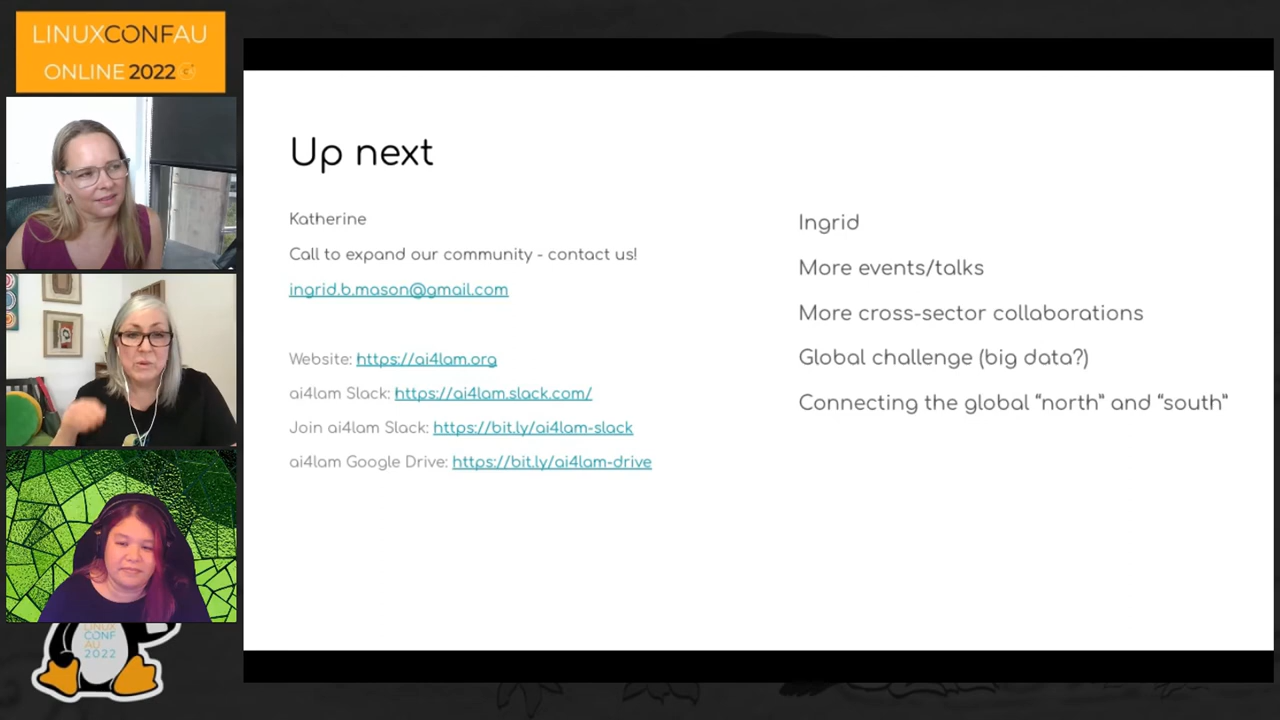 LINUXCONFAU
ONLINE 2022
Up next
Katherine
Call to expand our community - contact us!
ingrid.b.mason@gmail.com
Website: https://ai4lam.org
ai4lam Slack: https://ai4lam.slack.com/
Join ai4lam Slack: https://bit.ly/ai4lam-slack
ai4lam Google Drive: https://bit.ly/ai4lam-drive
Ingrid
More events/talks
More cross-sector collaborations
Global challenge (big data?)
Connecting the global “north” and “south”
LINUX
CONF
AU
2022